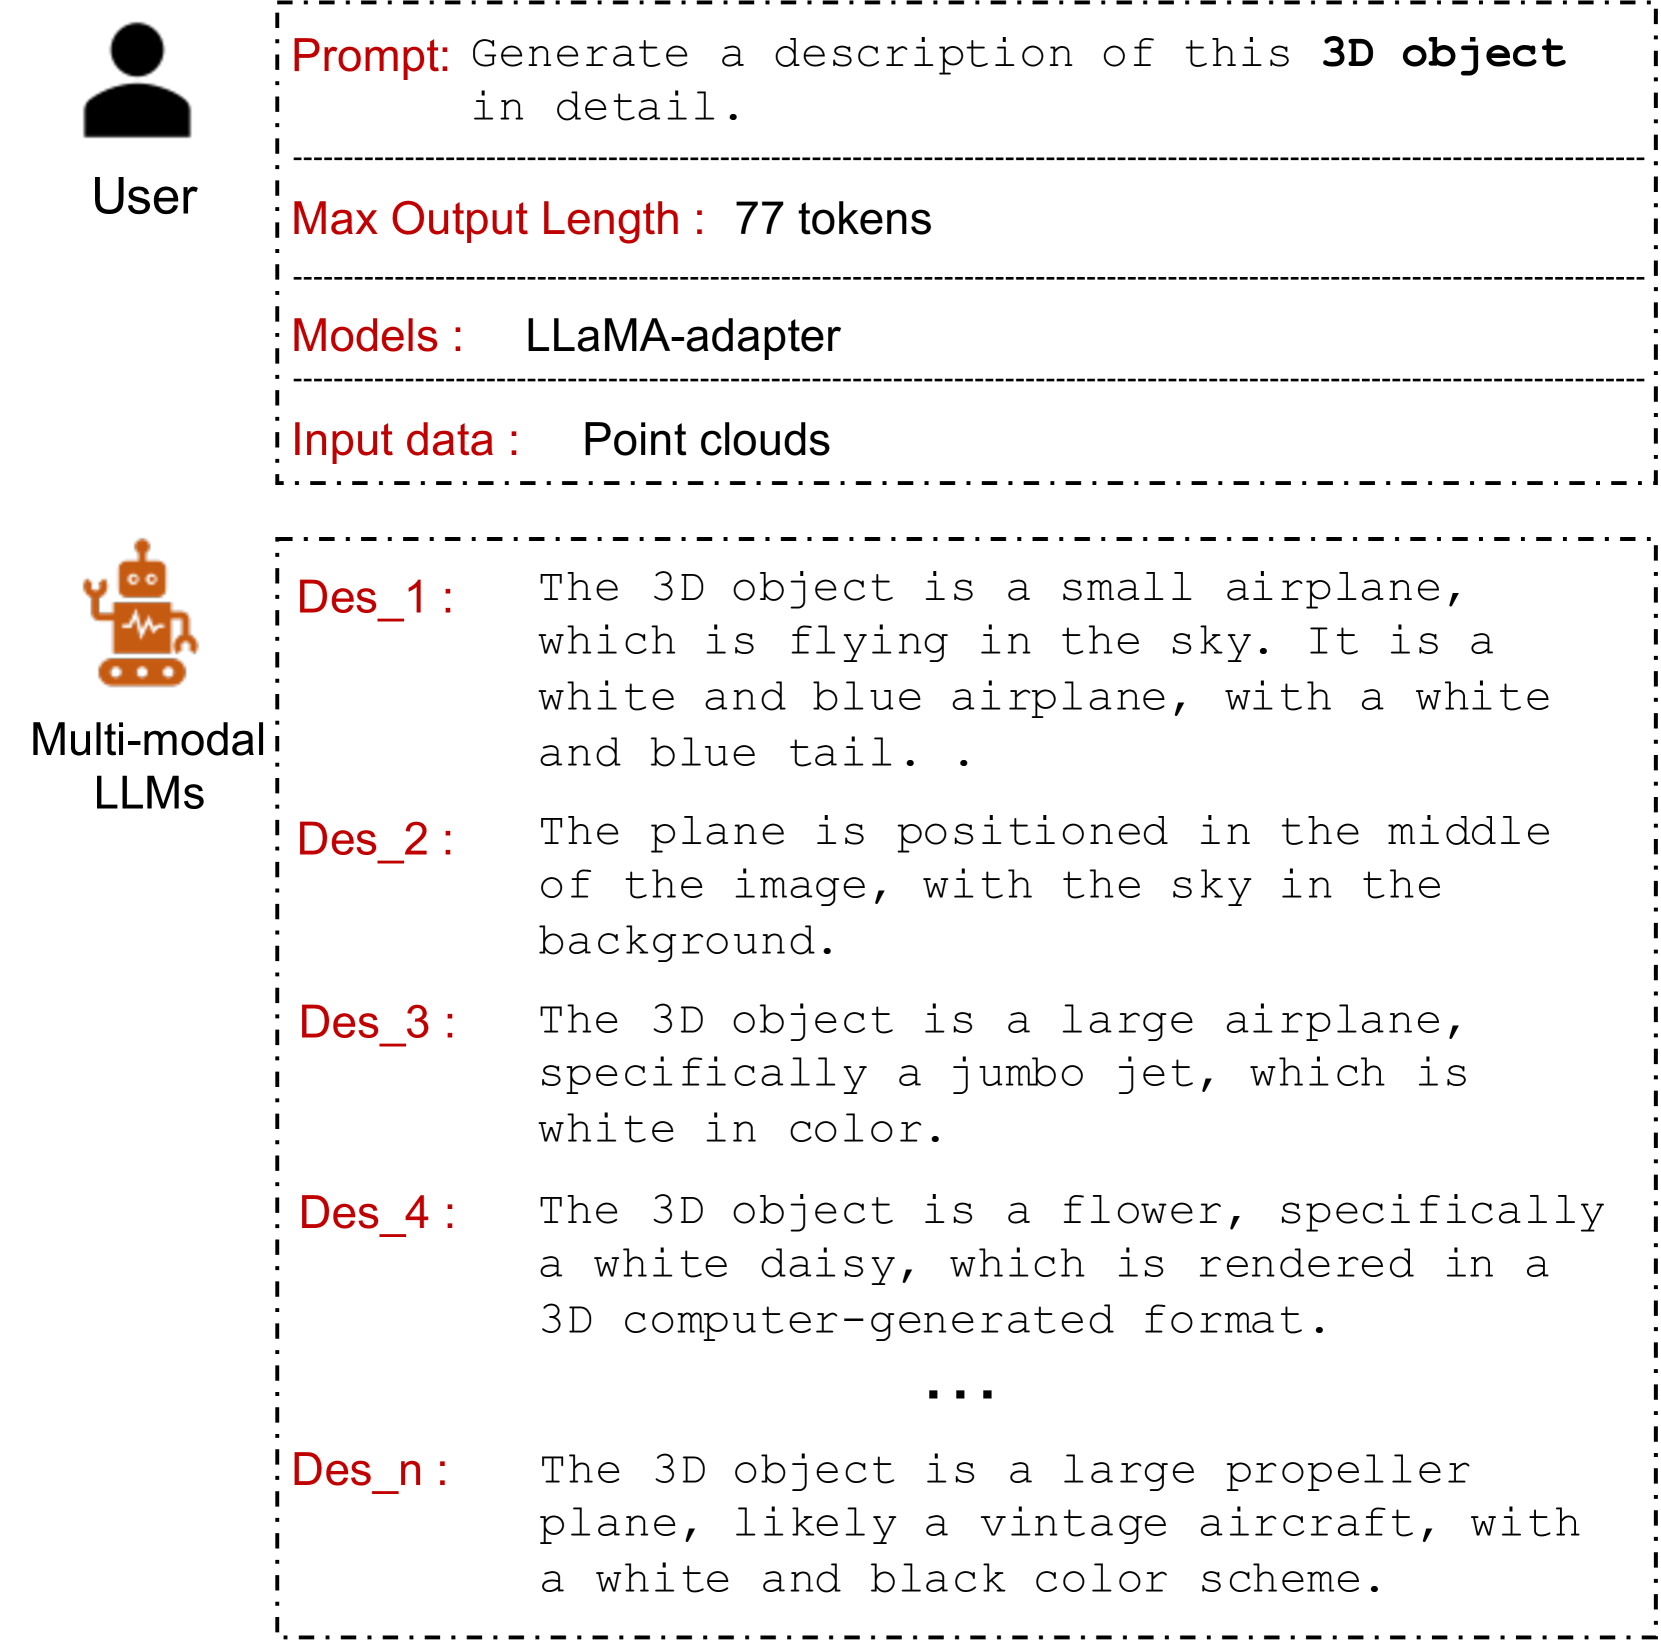 Prompt: Generate a description of this 3D object
in detail.
User
Max Output Length : 77 tokens
Models : LLaMA-adapter
Input data : Point clouds
Multi-modal
LLMs
Des_1 : The 3D object is a small airplane,
which is flying in the sky. It is a
white and blue airplane, with a white
and blue tail. .
Des_2 : The plane is positioned in the middle
of the image, with the sky in the
background.
Des_3 : The 3D object is a large airplane,
specifically a jumbo jet, which is
white in color.
Des_4 : The 3D object is a flower, specifically
a white daisy, which is rendered in a
3D computer-generated format.
...
Des_n : The 3D object is a large propeller
plane, likely a vintage aircraft, with
a white and black color scheme.